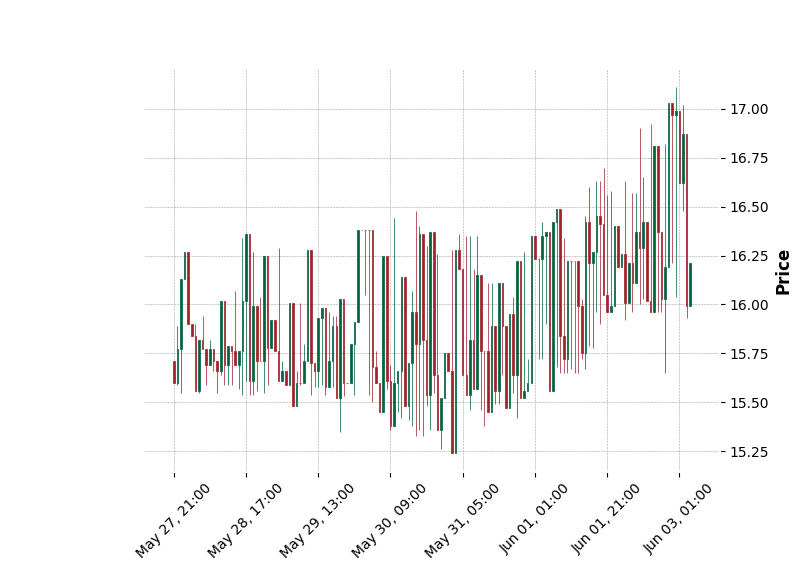 17.00
16.75
16.50
16.25
16.00
15.75
15.50
15.25
Price
May 27, 21:00
May 28, 17:00
May 29, 13:00
May 30, 09:00
May 31, 05:00
Jun 01, 01:00
Jun 01, 21:00
Jun 03, 01:00